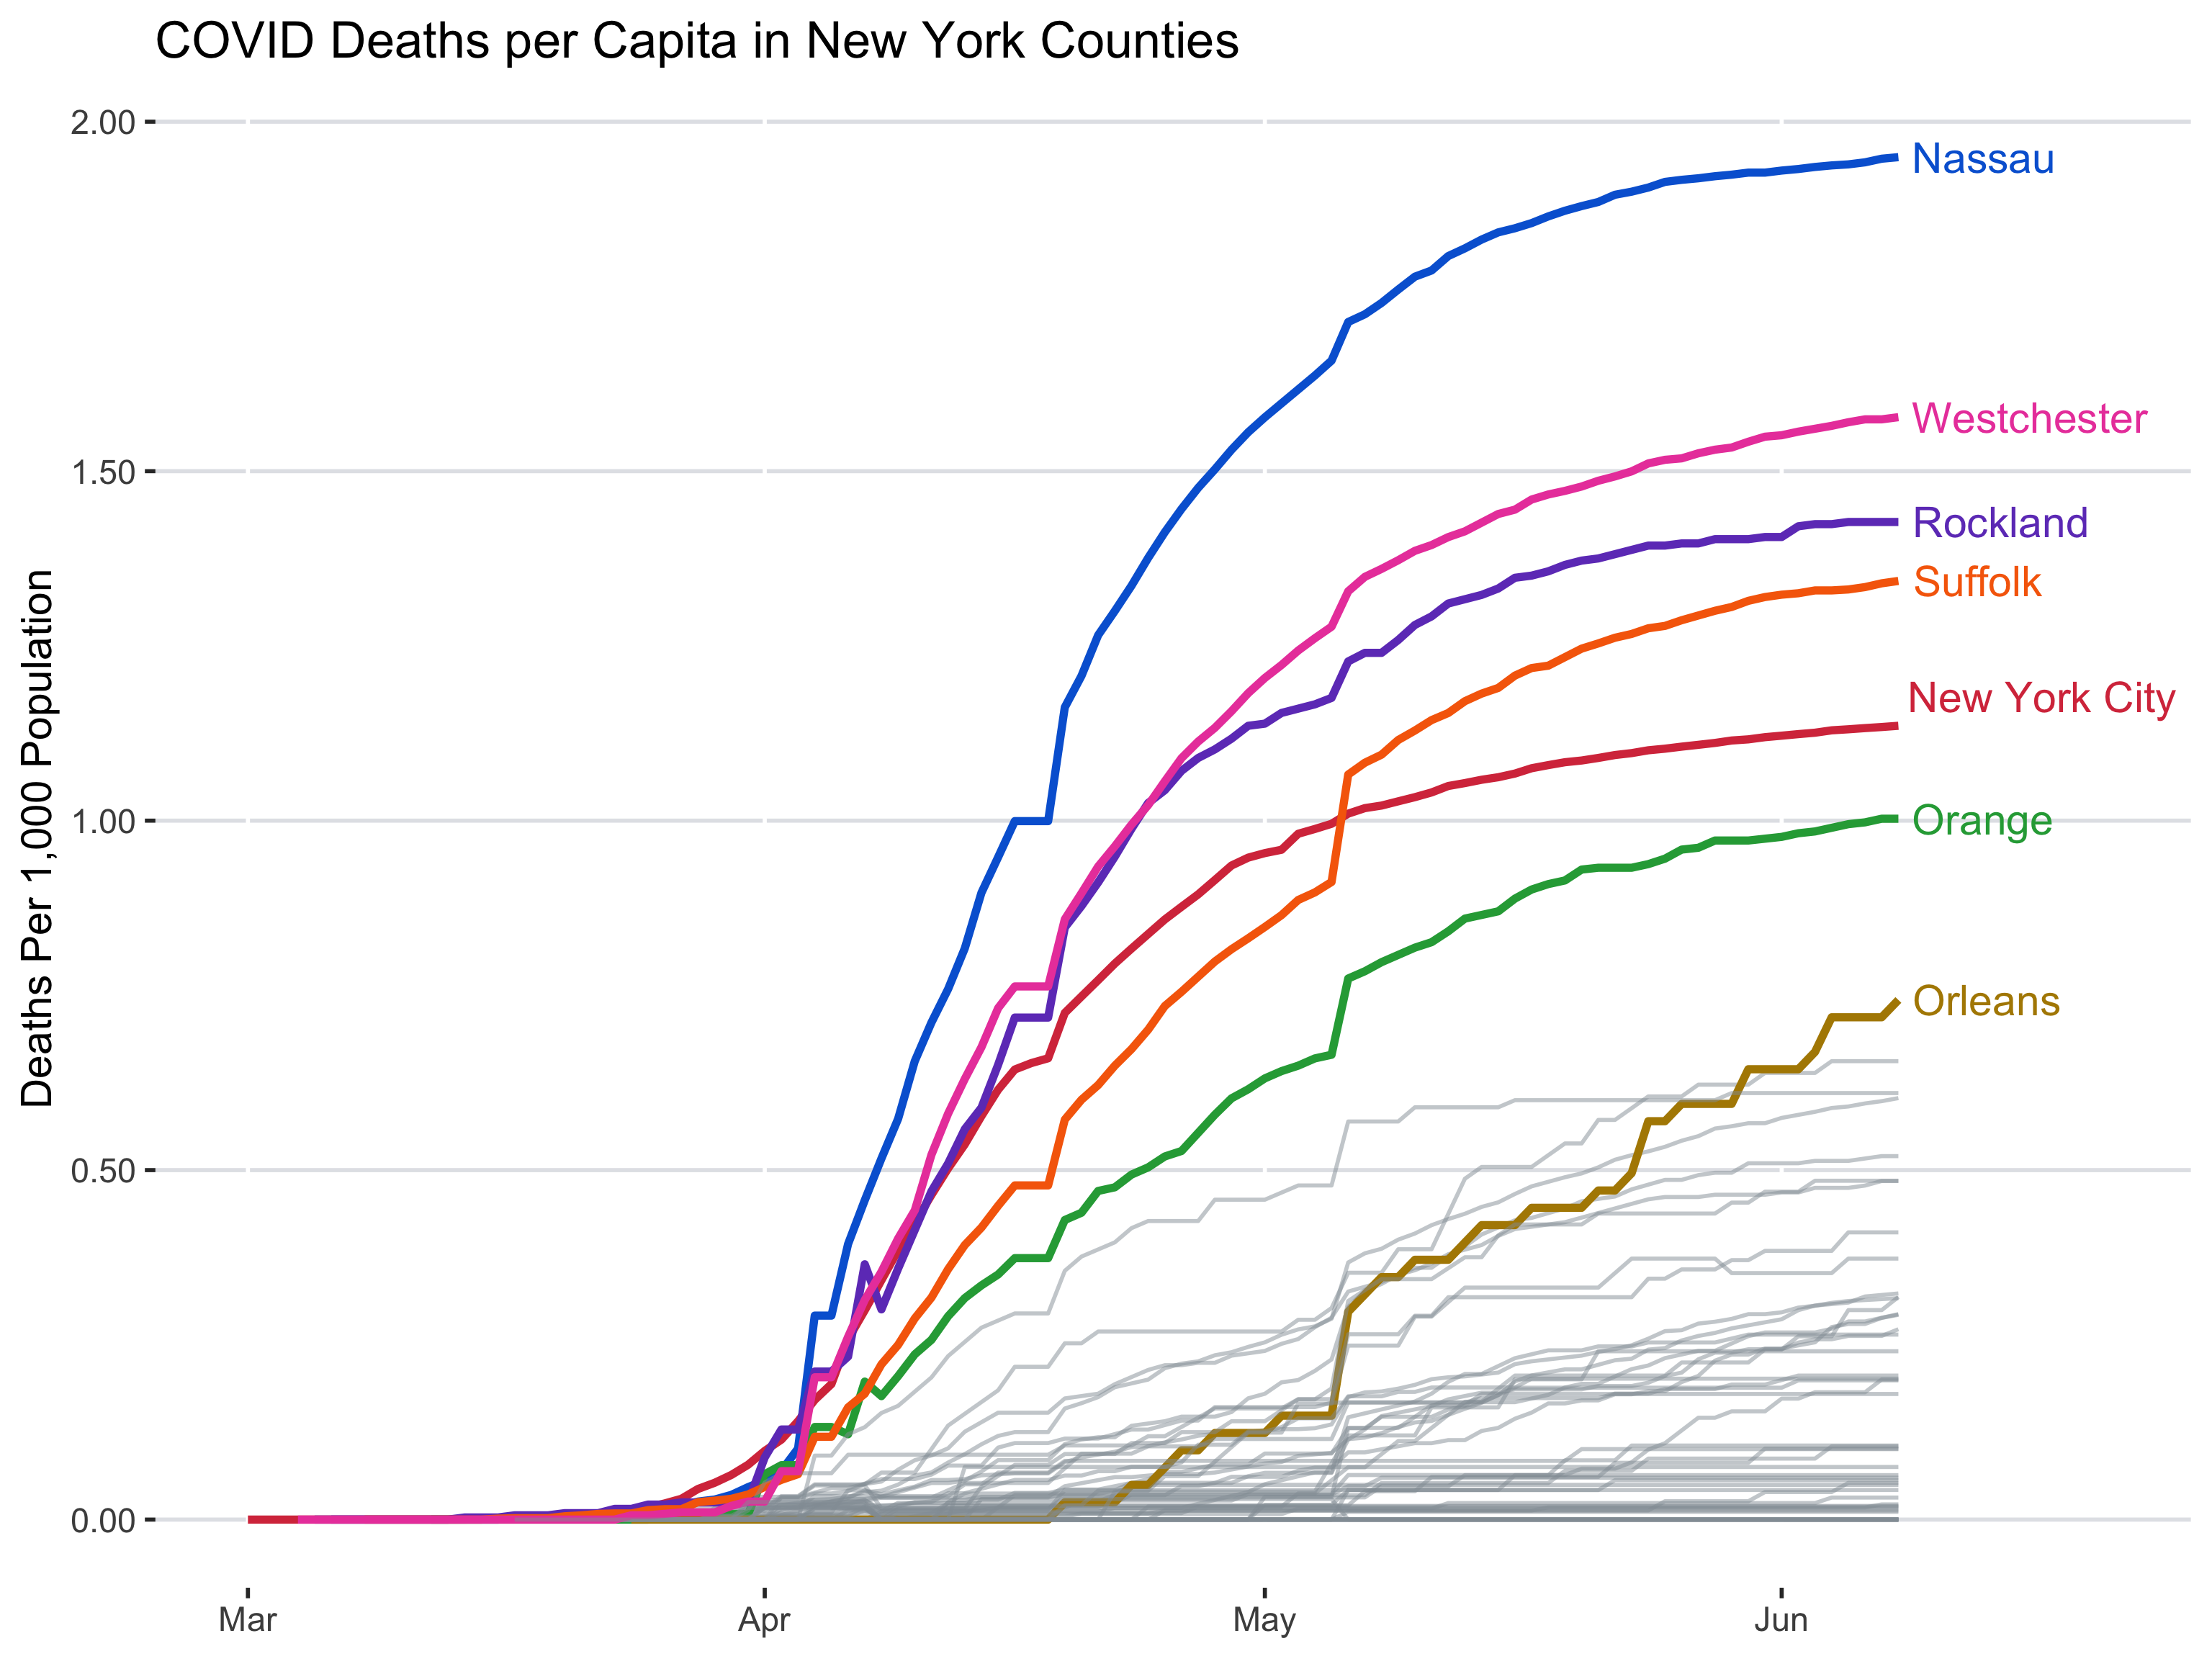 COVID Deaths per Capita in New York Counties
Deaths Per 1,000 Population
2.00
1.50
1.00
0.50
0.00
Nassau
Westchester
Rockland
Suffolk
New York City
Orange
Orleans
Mar
Apr
May
Jun